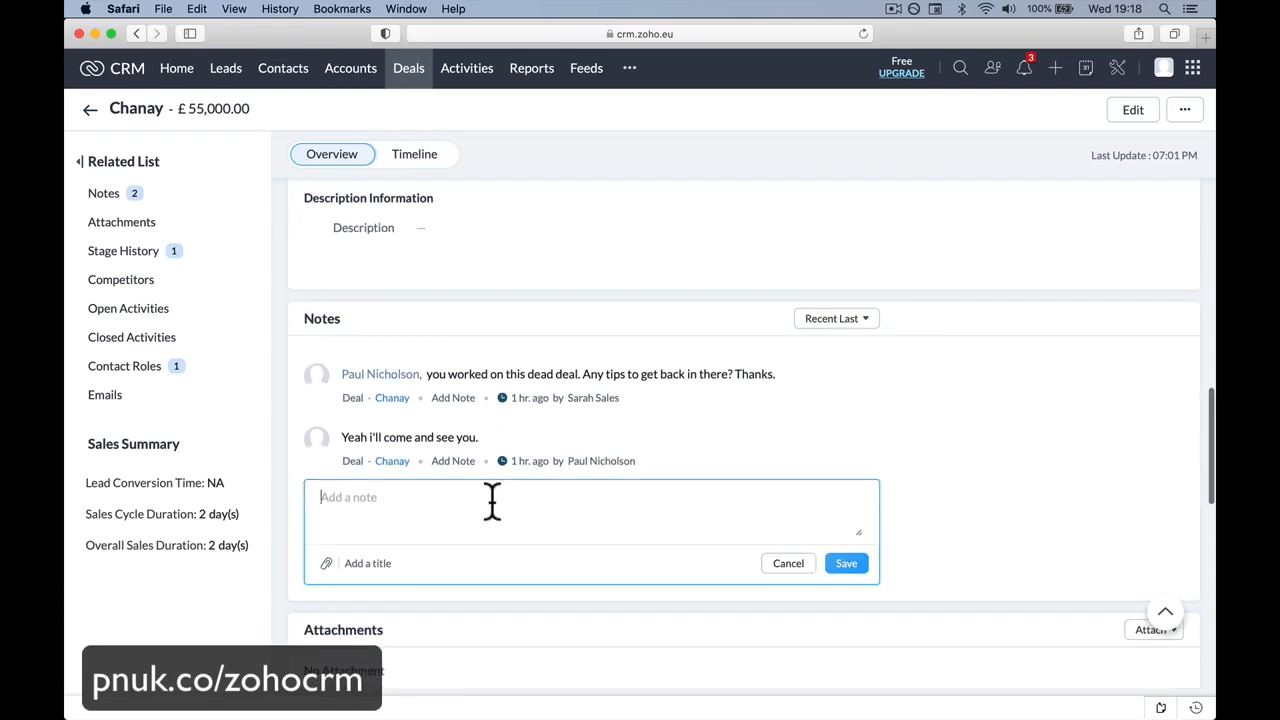 Safari File Edit View History Bookmarks Window Help 100% Wed 19:18
crm.zoho.eu
CRM Home Leads Contacts Accounts Deals Activities Reports Feeds ••• Free UPGRADE 3 31
Chanay - £ 55,000.00 Edit •••
Related List
Notes 2
Attachments
Stage History 1
Competitors
Open Activities
Closed Activities
Contact Roles 1
Emails
Sales Summary
Lead Conversion Time: NA
Sales Cycle Duration: 2 day(s)
Overall Sales Duration: 2 day(s)
Overview Timeline Last Update : 07:01 PM
Description Information
Description —
Notes Recent Last
Paul Nicholson, you worked on this dead deal. Any tips to get back in there? Thanks.
Deal - Chanay • Add Note • 1 hr. ago by Sarah Sales
Yeah i'll come and see you.
Deal - Chanay • Add Note • 1 hr. ago by Paul Nicholson
Add a note
Add a title Cancel Save
Attachments Attach
No Attachment
pnuk.co/zohocrm